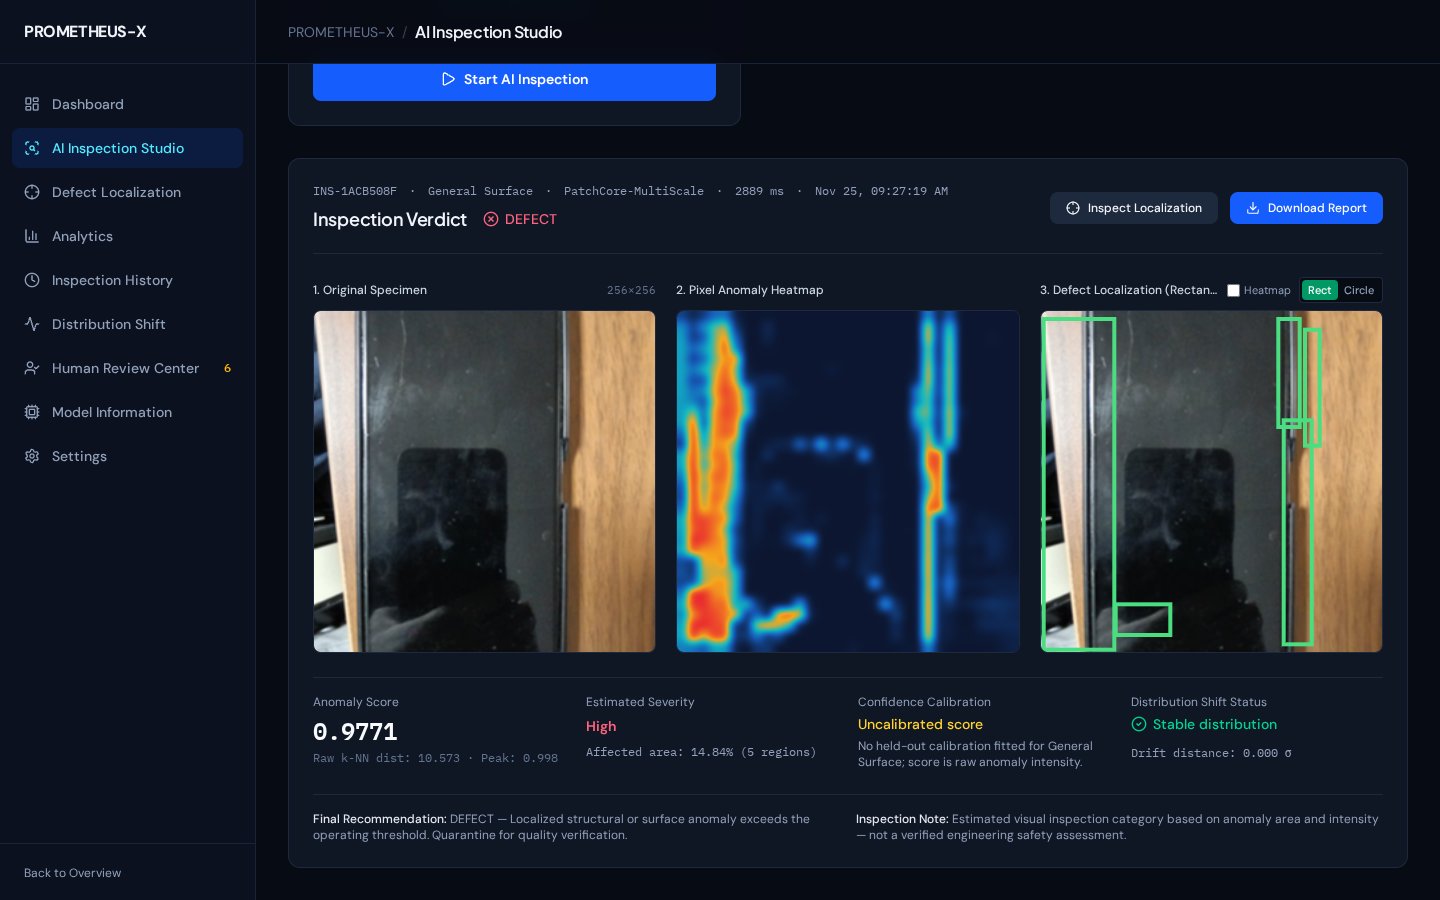 PROMETHEUS-X
PROMETHEUS-X / AI Inspection Studio
Dashboard
AI Inspection Studio
Defect Localization
Analytics
Inspection History
Distribution Shift
Human Review Center 6
Model Information
Settings
Back to Overview
Start AI Inspection
INS-1ACB508F · General Surface · PatchCore-MultiScale · 2889 ms · Nov 25, 09:27:19 AM
Inspection Verdict DEFECT
Inspect Localization
Download Report
1. Original Specimen 256×256
2. Pixel Anomaly Heatmap
3. Defect Localization (Rectan... Heatmap Rect Circle
Anomaly Score
0.9771
Raw k-NN dist: 10.573 · Peak: 0.998
Estimated Severity
High
Affected area: 14.84% (5 regions)
Confidence Calibration
Uncalibrated score
No held-out calibration fitted for General
Surface; score is raw anomaly intensity.
Distribution Shift Status
Stable distribution
Drift distance: 0.000 σ
Final Recommendation: DEFECT — Localized structural or surface anomaly exceeds the
operating threshold. Quarantine for quality verification.
Inspection Note: Estimated visual inspection category based on anomaly area and intensity
— not a verified engineering safety assessment.